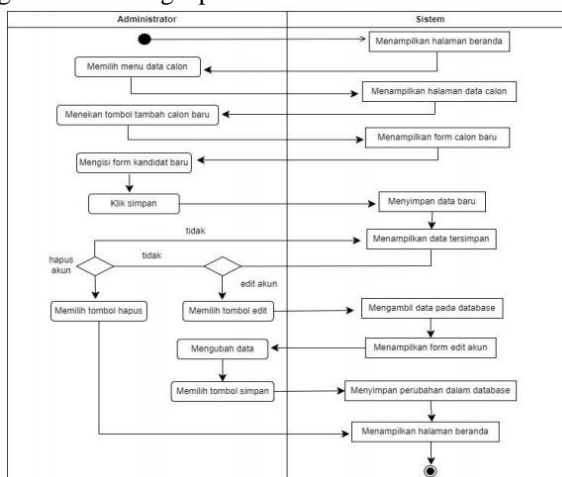 Administrator
Sistem
Menampilkan halaman beranda
Memilih menu data calon
Menampilkan halaman data calon
Menekan tombol tambah calon baru
Menampilkan form calon baru
Mengisi form kandidat baru
Klik simpan
Menyimpan data baru
tidak
Menampilkan data tersimpan
hapus
akun
tidak
edit akun
Memilih tombol hapus
Memilih tombol edit
Mengambil data pada database
Mengubah data
Menampilkan form edit akun
Memilih tombol simpan
Menyimpan perubahan dalam database
Menampilkan halaman beranda